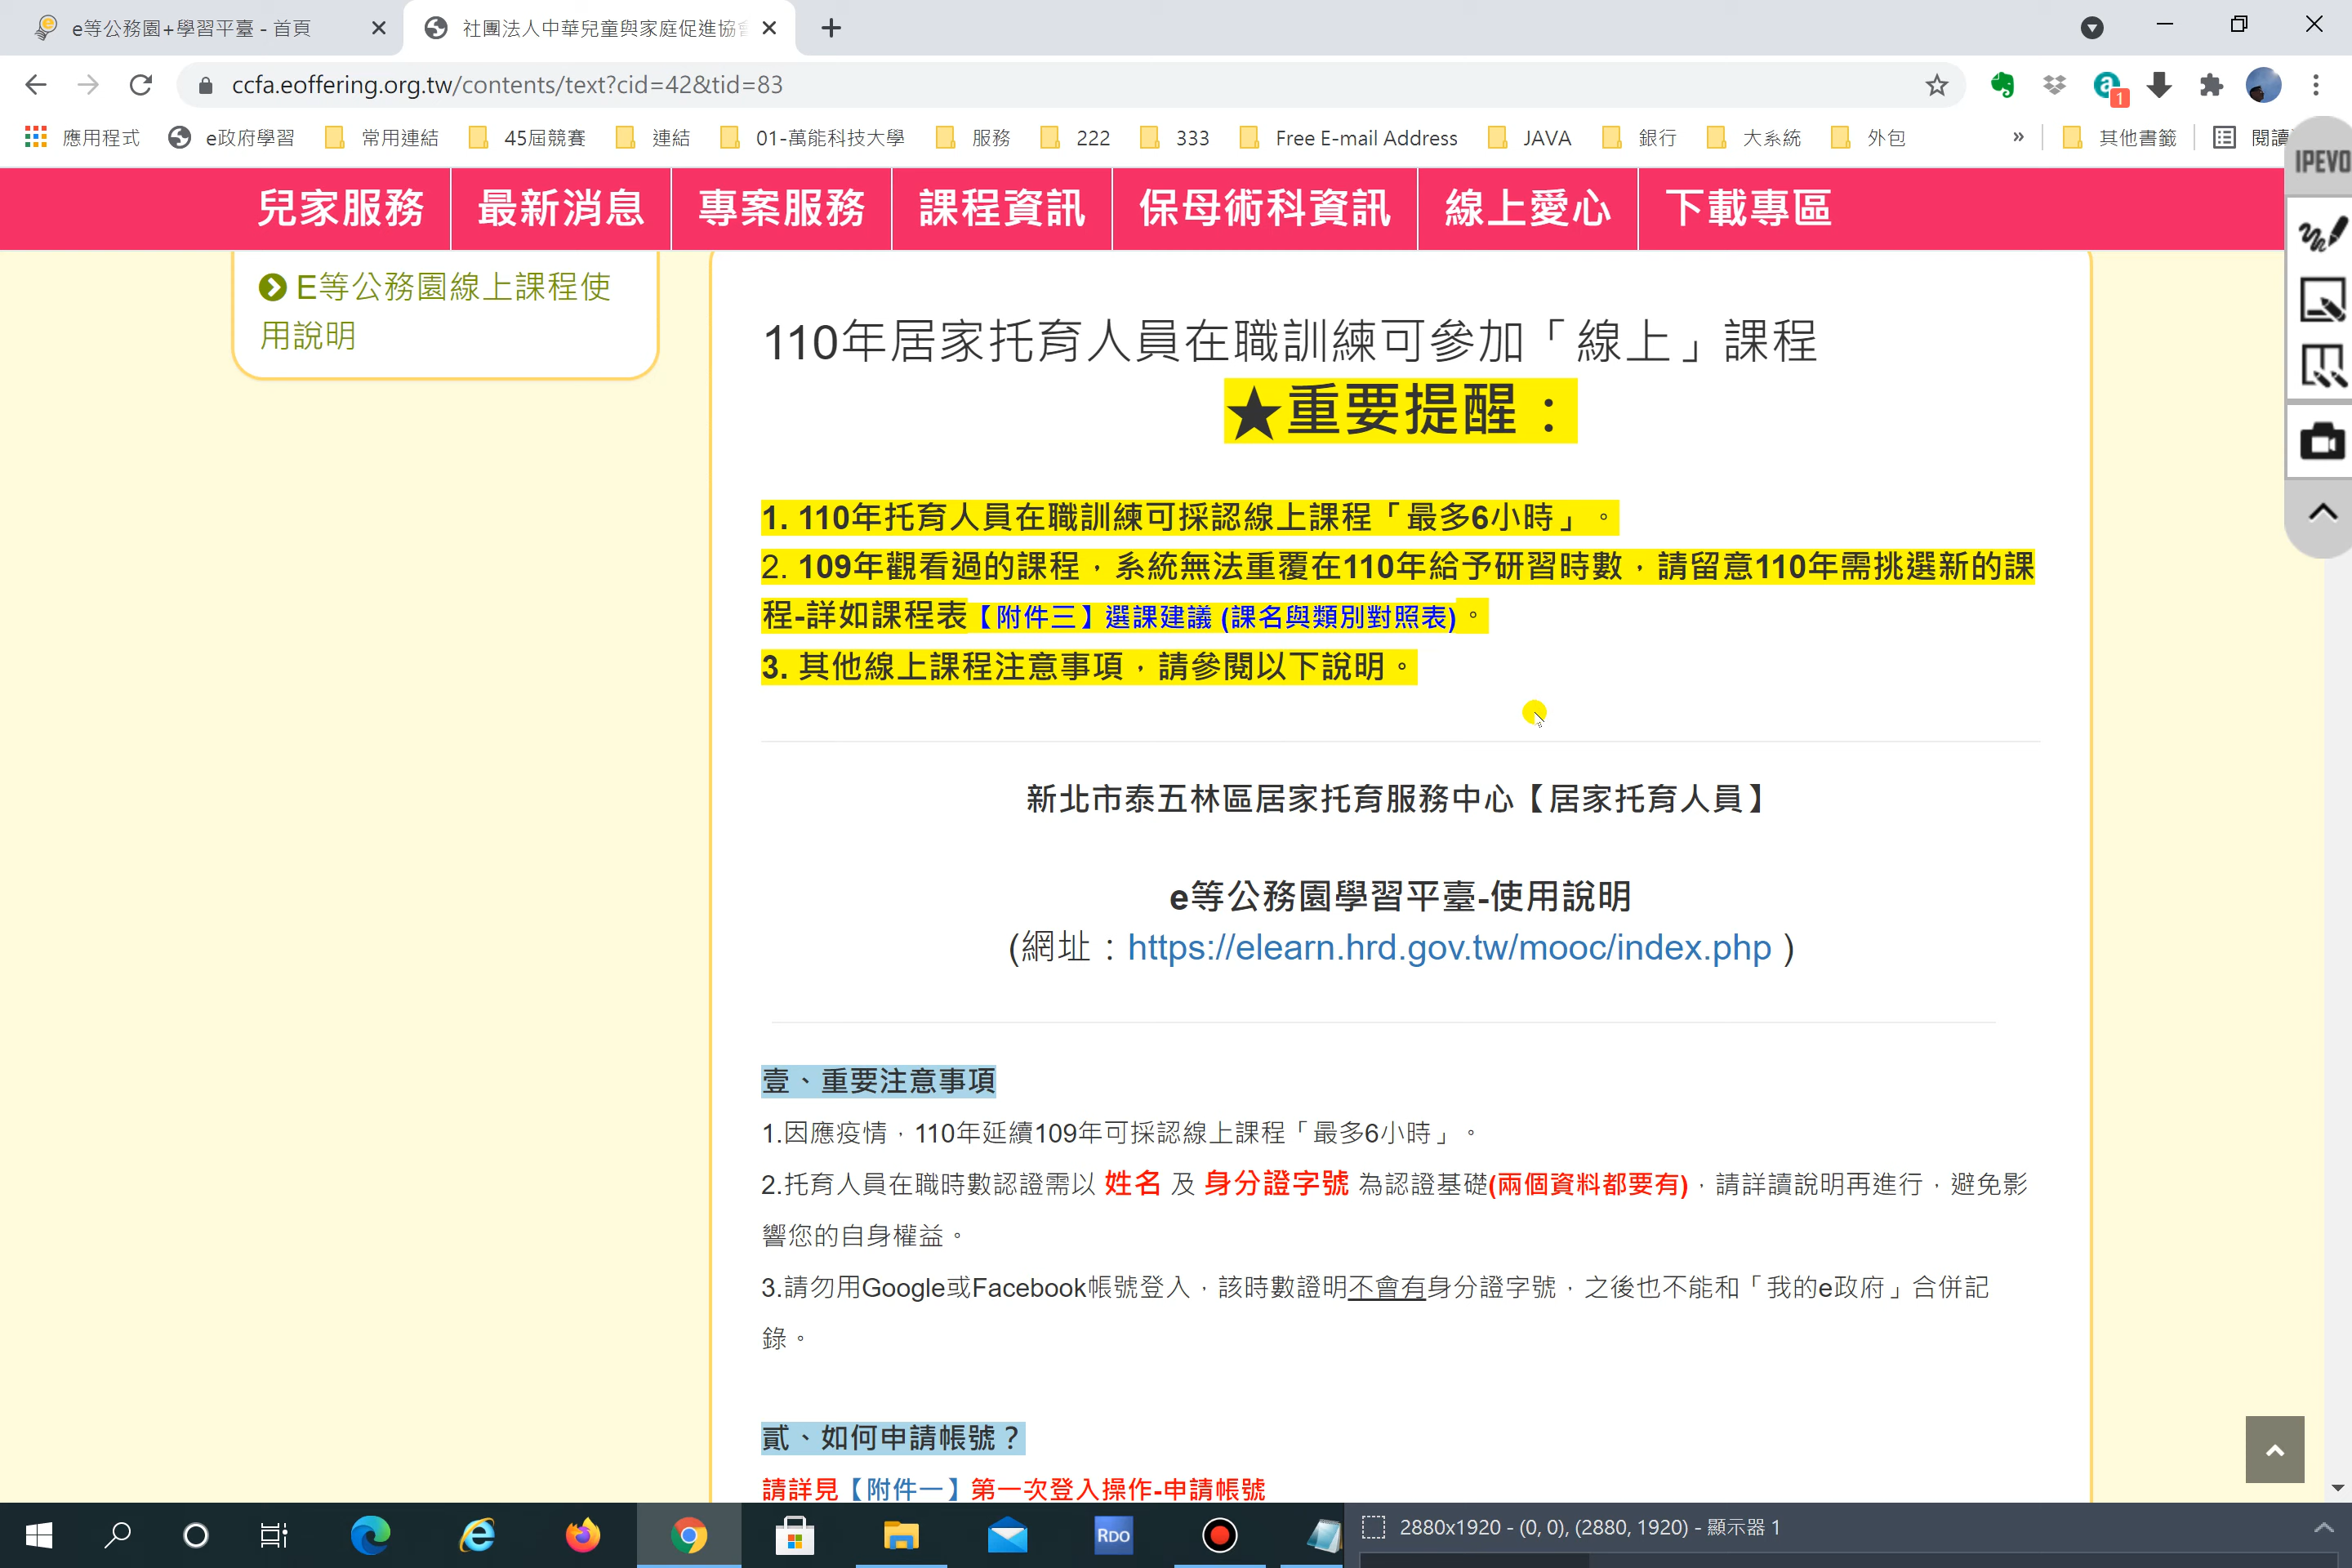 e等公務園+學習平臺 - 首頁
社團法人中華兒童與家庭促進協會
ccfa.eoffering.org.tw/contents/text?cid=42&tid=83
1
應用程式
e政府學習
常用連結
45屆競賽
連結
01-萬能科技大學
服務
222
333
Free E-mail Address
JAVA
銀行
大系統
外包
»
其他書籤
閱讀
IPEVO
兒家服務
最新消息
專案服務
課程資訊
保母術科資訊
線上愛心
下載專區
E等公務園線上課程使
用說明
110年居家托育人員在職訓練可參加「線上」課程
★重要提醒：
1. 110年托育人員在職訓練可採認線上課程「最多6小時」。
2. 109年觀看過的課程，系統無法重覆在110年給予研習時數，請留意110年需挑選新的課
程-詳如課程表【附件三】選課建議 (課名與類別對照表)。
3. 其他線上課程注意事項，請參閱以下說明。
新北市泰五林區居家托育服務中心【居家托育人員】
e等公務園學習平臺-使用說明
(網址：https://elearn.hrd.gov.tw/mooc/index.php )
壹、重要注意事項
1.因應疫情，110年延續109年可採認線上課程「最多6小時」。
2.托育人員在職時數認證需以 姓名 及 身分證字號 為認證基礎(兩個資料都要有)，請詳讀說明再進行，避免影
響您的自身權益。
3.請勿用Google或Facebook帳號登入，該時數證明不會有身分證字號，之後也不能和「我的e政府」合併記
錄。
貳、如何申請帳號？
請詳見【附件一】第一次登入操作-申請帳號
RDO
2880x1920 - (0, 0), (2880, 1920) - 顯示器 1